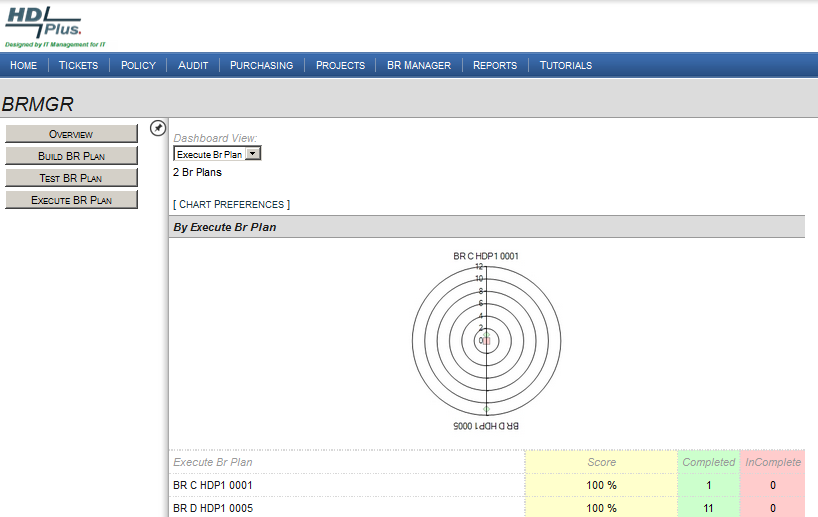 HD Plus.
Designed by IT Management for IT
HOME TICKETS POLICY AUDIT PURCHASING PROJECTS BR MANAGER REPORTS TUTORIALS
BRMGR
OVERVIEW
BUILD BR PLAN
TEST BR PLAN
EXECUTE BR PLAN
Dashboard View:
Execute Br Plan
2 Br Plans
[ CHART PREFERENCES ]
By Execute Br Plan
BR C HDP1 0001
12
10
8
6
4
2
0
BR D HDP1 0005
Execute Br Plan Score Completed InComplete
BR C HDP1 0001 100 % 1 0
BR D HDP1 0005 100 % 11 0